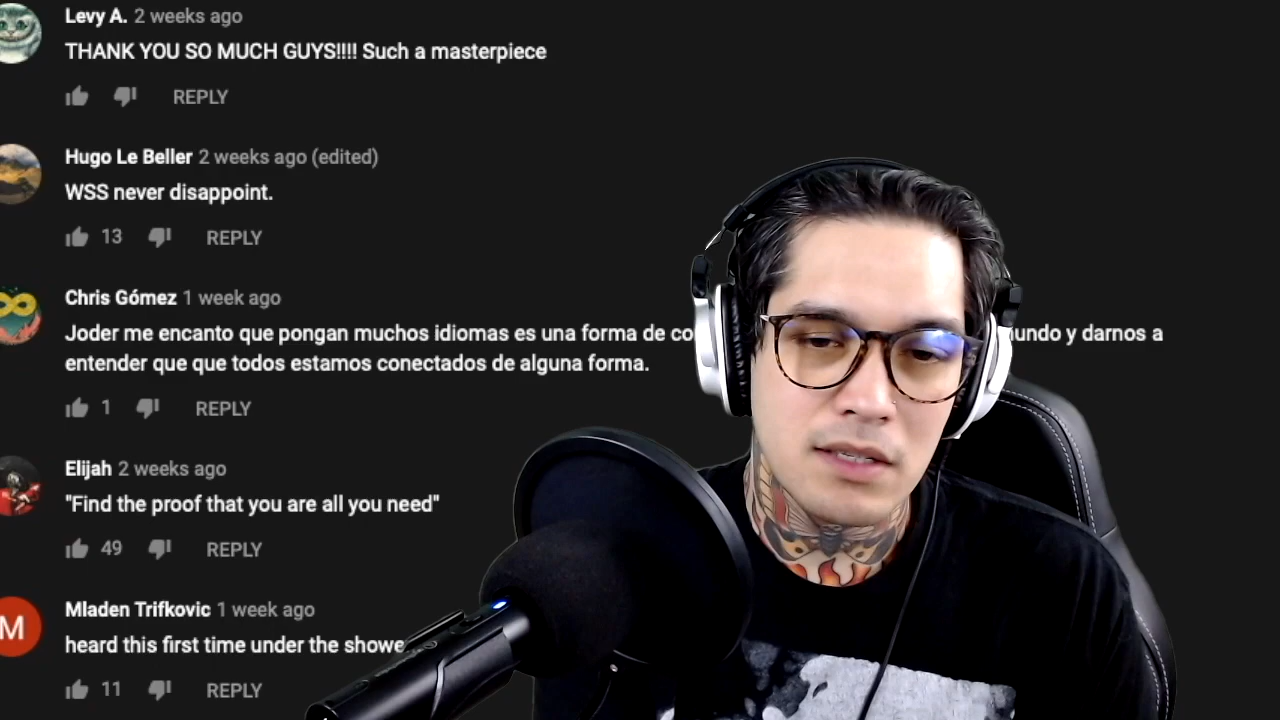 Levy A. 2 weeks ago
THANK YOU SO MUCH GUYS!!!! Such a masterpiece
REPLY
Hugo Le Beller 2 weeks ago (edited)
WSS never disappoint.
13 REPLY
Chris Gómez 1 week ago
Joder me encanto que pongan muchos idiomas es una forma de y darnos a
entender que que todos estamos conectados de alguna forma.
1 REPLY
Elijah 2 weeks ago
"Find the proof that you are all you need"
49 REPLY
M
Mladen Trifkovic 1 week ago
heard this first time under the
11 REPLY